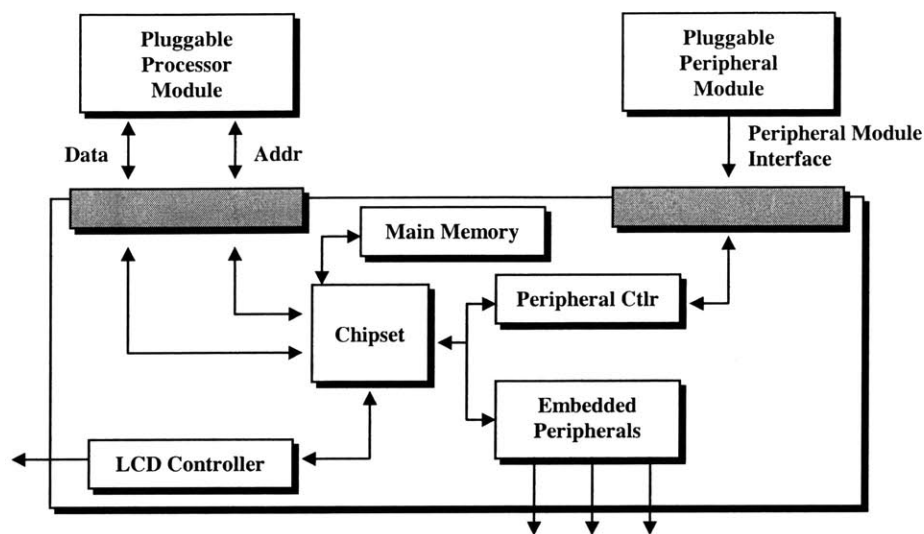 Pluggable
Processor
Module
Pluggable
Peripheral
Module
Data
Addr
Peripheral Module
Interface
Main Memory
Peripheral Ctlr
Chipset
Embedded
Peripherals
LCD Controller